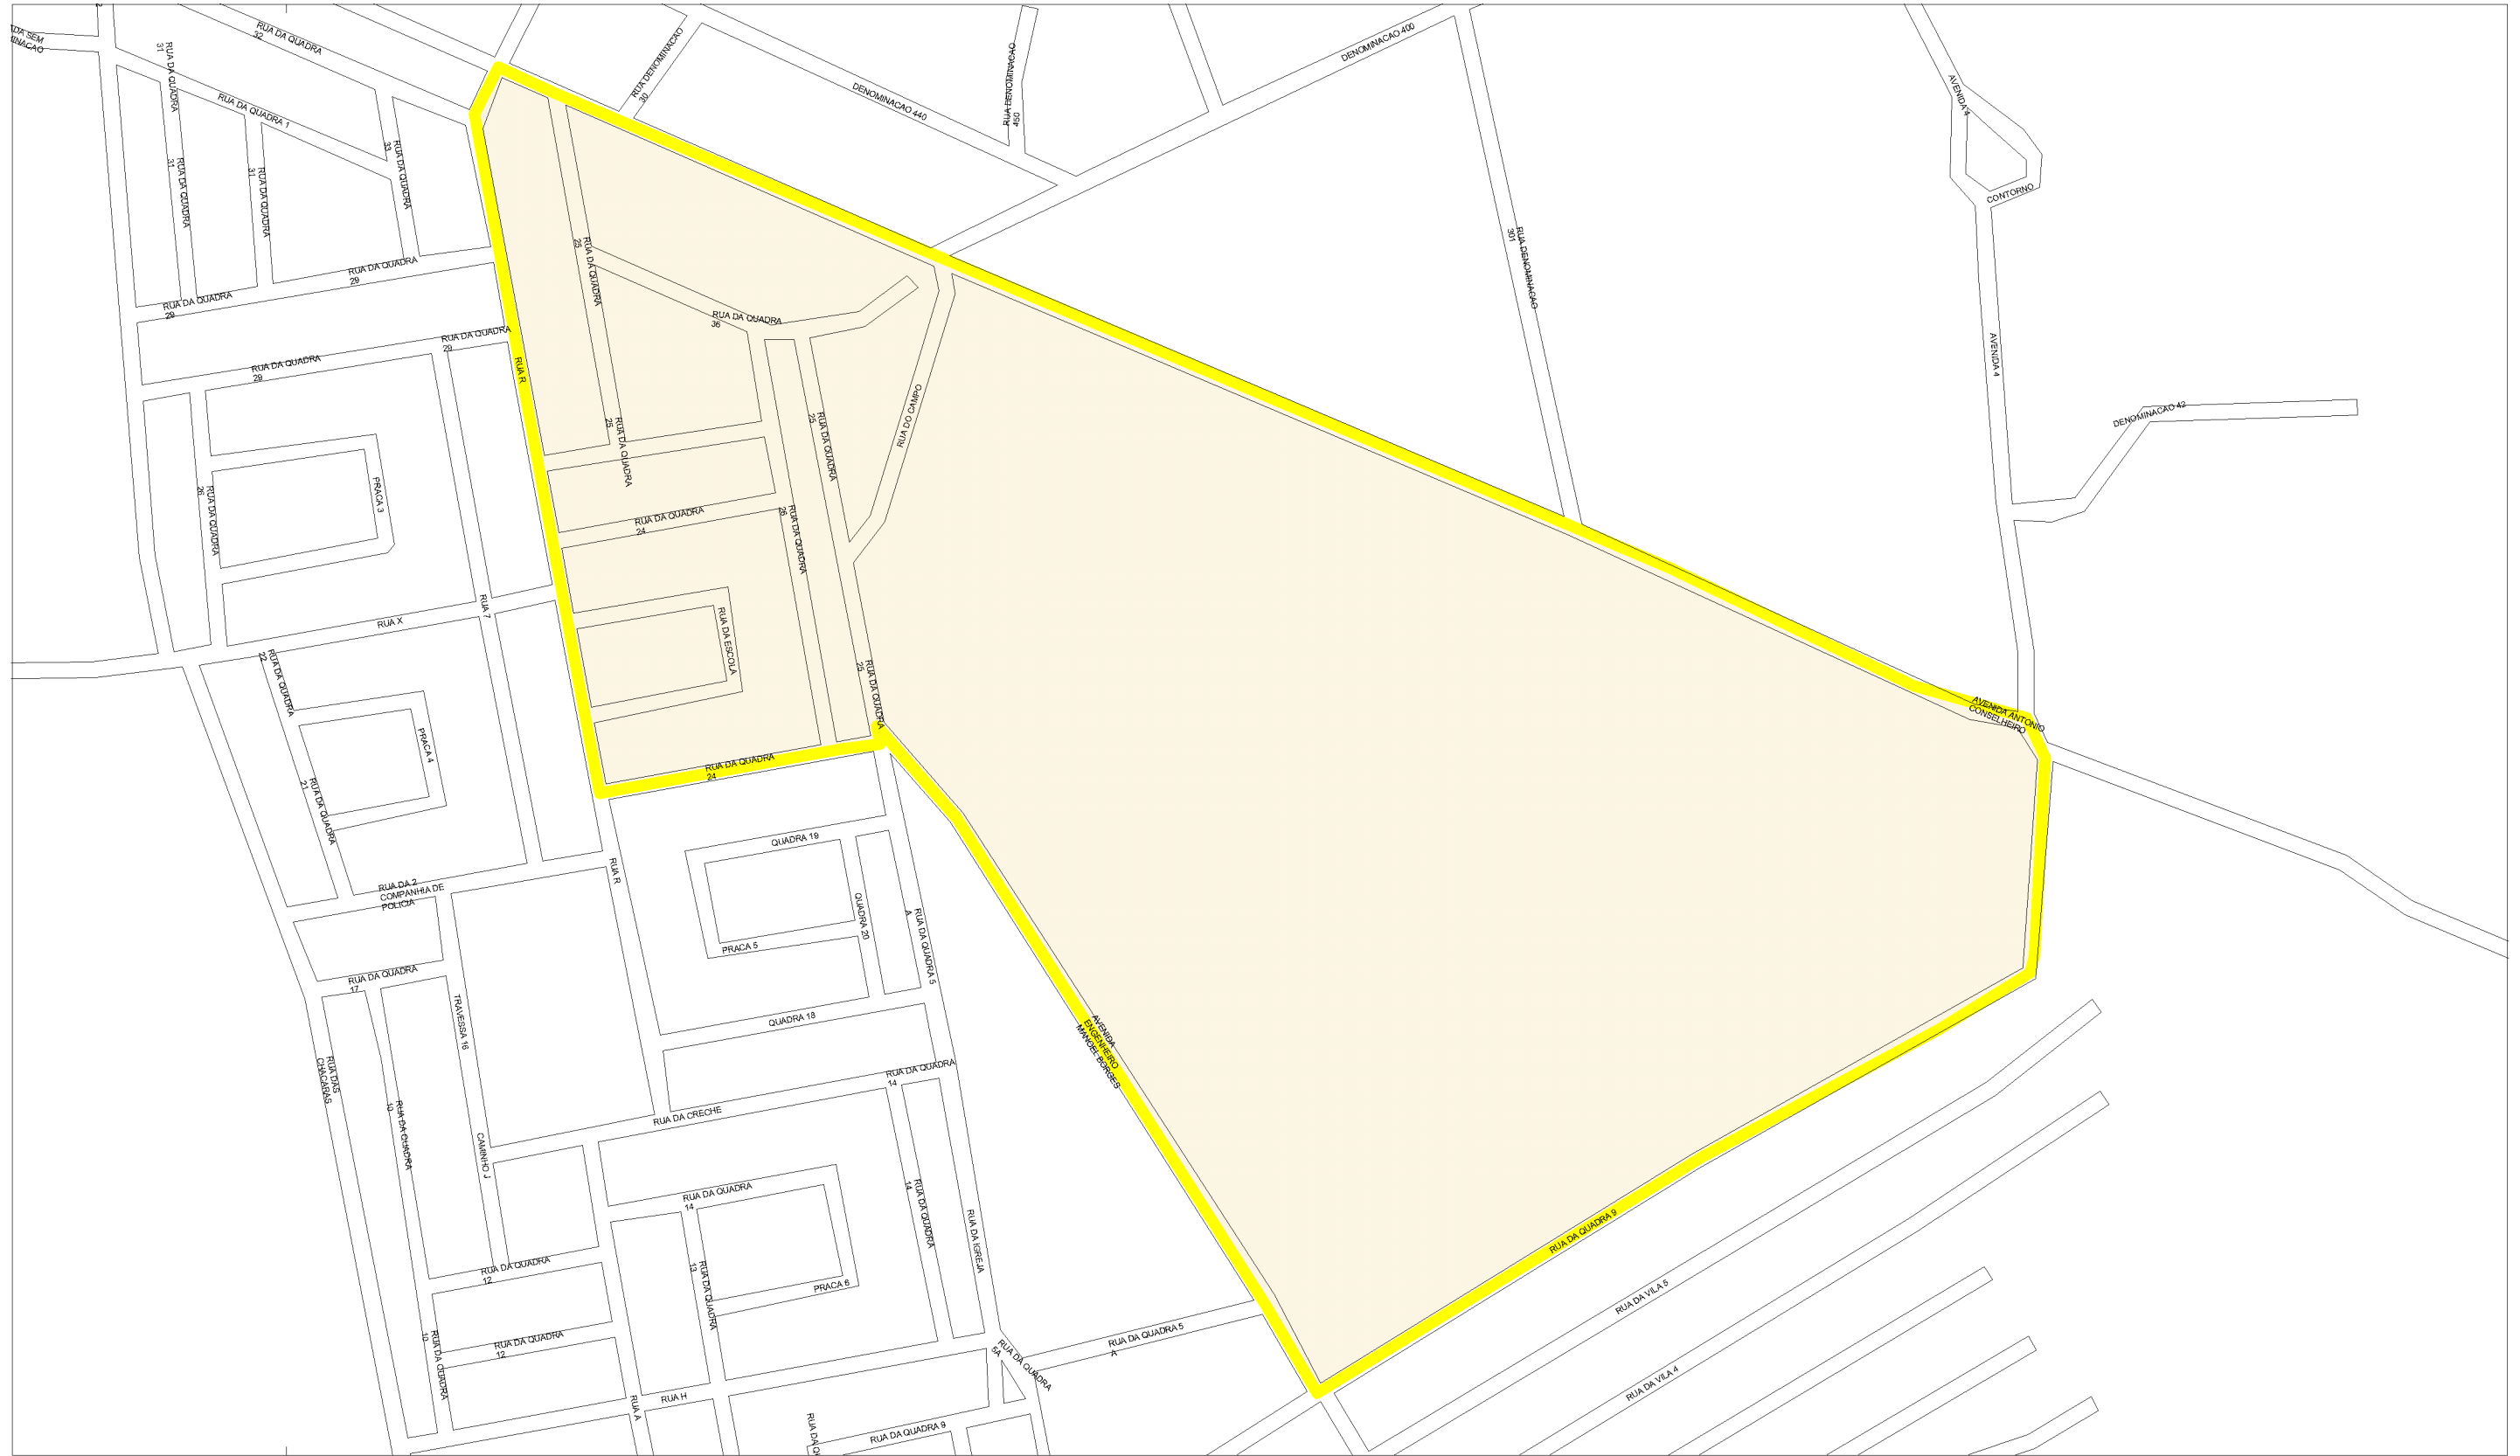 RUA DA QUADRA
32
RUA DENOMINACAO
30
DENOMINACAO 440
RUA DENOMINACAO
450
DENOMINACAO 400
AVENIDA 4
CONTORNO
RUA DA QUADRA
31
RUA DA QUADRA 1
RUA DA QUADRA
31
RUA DA QUADRA
31
RUA DA QUADRA
33
RUA DA QUADRA
29
RUA DA QUADRA
29
RUA DA QUADRA
25
RUA DENOMINACAO
301
RUA DA QUADRA
36
RUA DA QUADRA
29
RUA DA QUADRA
29
RUA R
AVENIDA 4
RUA DO CAMPO
DENOMINACAO 42
RUA DA QUADRA
25
RUA DA QUADRA
25
RUA DA QUADRA
26
PRACA 3
RUA DA QUADRA
24
RUA DA QUADRA
26
RUA 7
RUA X
RUA DA ESCOLA
RUA DA QUADRA
22
RUA DA QUADRA
25
PRACA 4
AVENIDA ANTONIO
CONSELHEIRO
RUA DA QUADRA
24
RUA DA QUADRA
21
QUADRA 19
RUA R
RUA DA 2
COMPANHIA DE
POLICIA
QUADRA 20
RUA DA QUADRA 5
A
PRACA 5
RUA DA QUADRA
17
TRAVESSA 16
QUADRA 18
AVENIDA
ENGENHEIRO
MANOEL BORGES
RUA DAS
CHACARAS
RUA DA QUADRA
14
RUA DA QUADRA
10
RUA DA CRECHE
CAMINHO J
RUA DA QUADRA
14
RUA DA QUADRA
14
RUA DA IGREJA
RUA DA QUADRA 9
RUA DA QUADRA
12
RUA DA QUADRA
13
PRACA 6
RUA DA VILA 5
RUA DA QUADRA
12
RUA DA QUADRA
10
RUA DA QUADRA 5
A
RUA DA QUADRA
5A
RUA DA VILA 4
RUA H
RUA A
RUA DA QUADRA 9